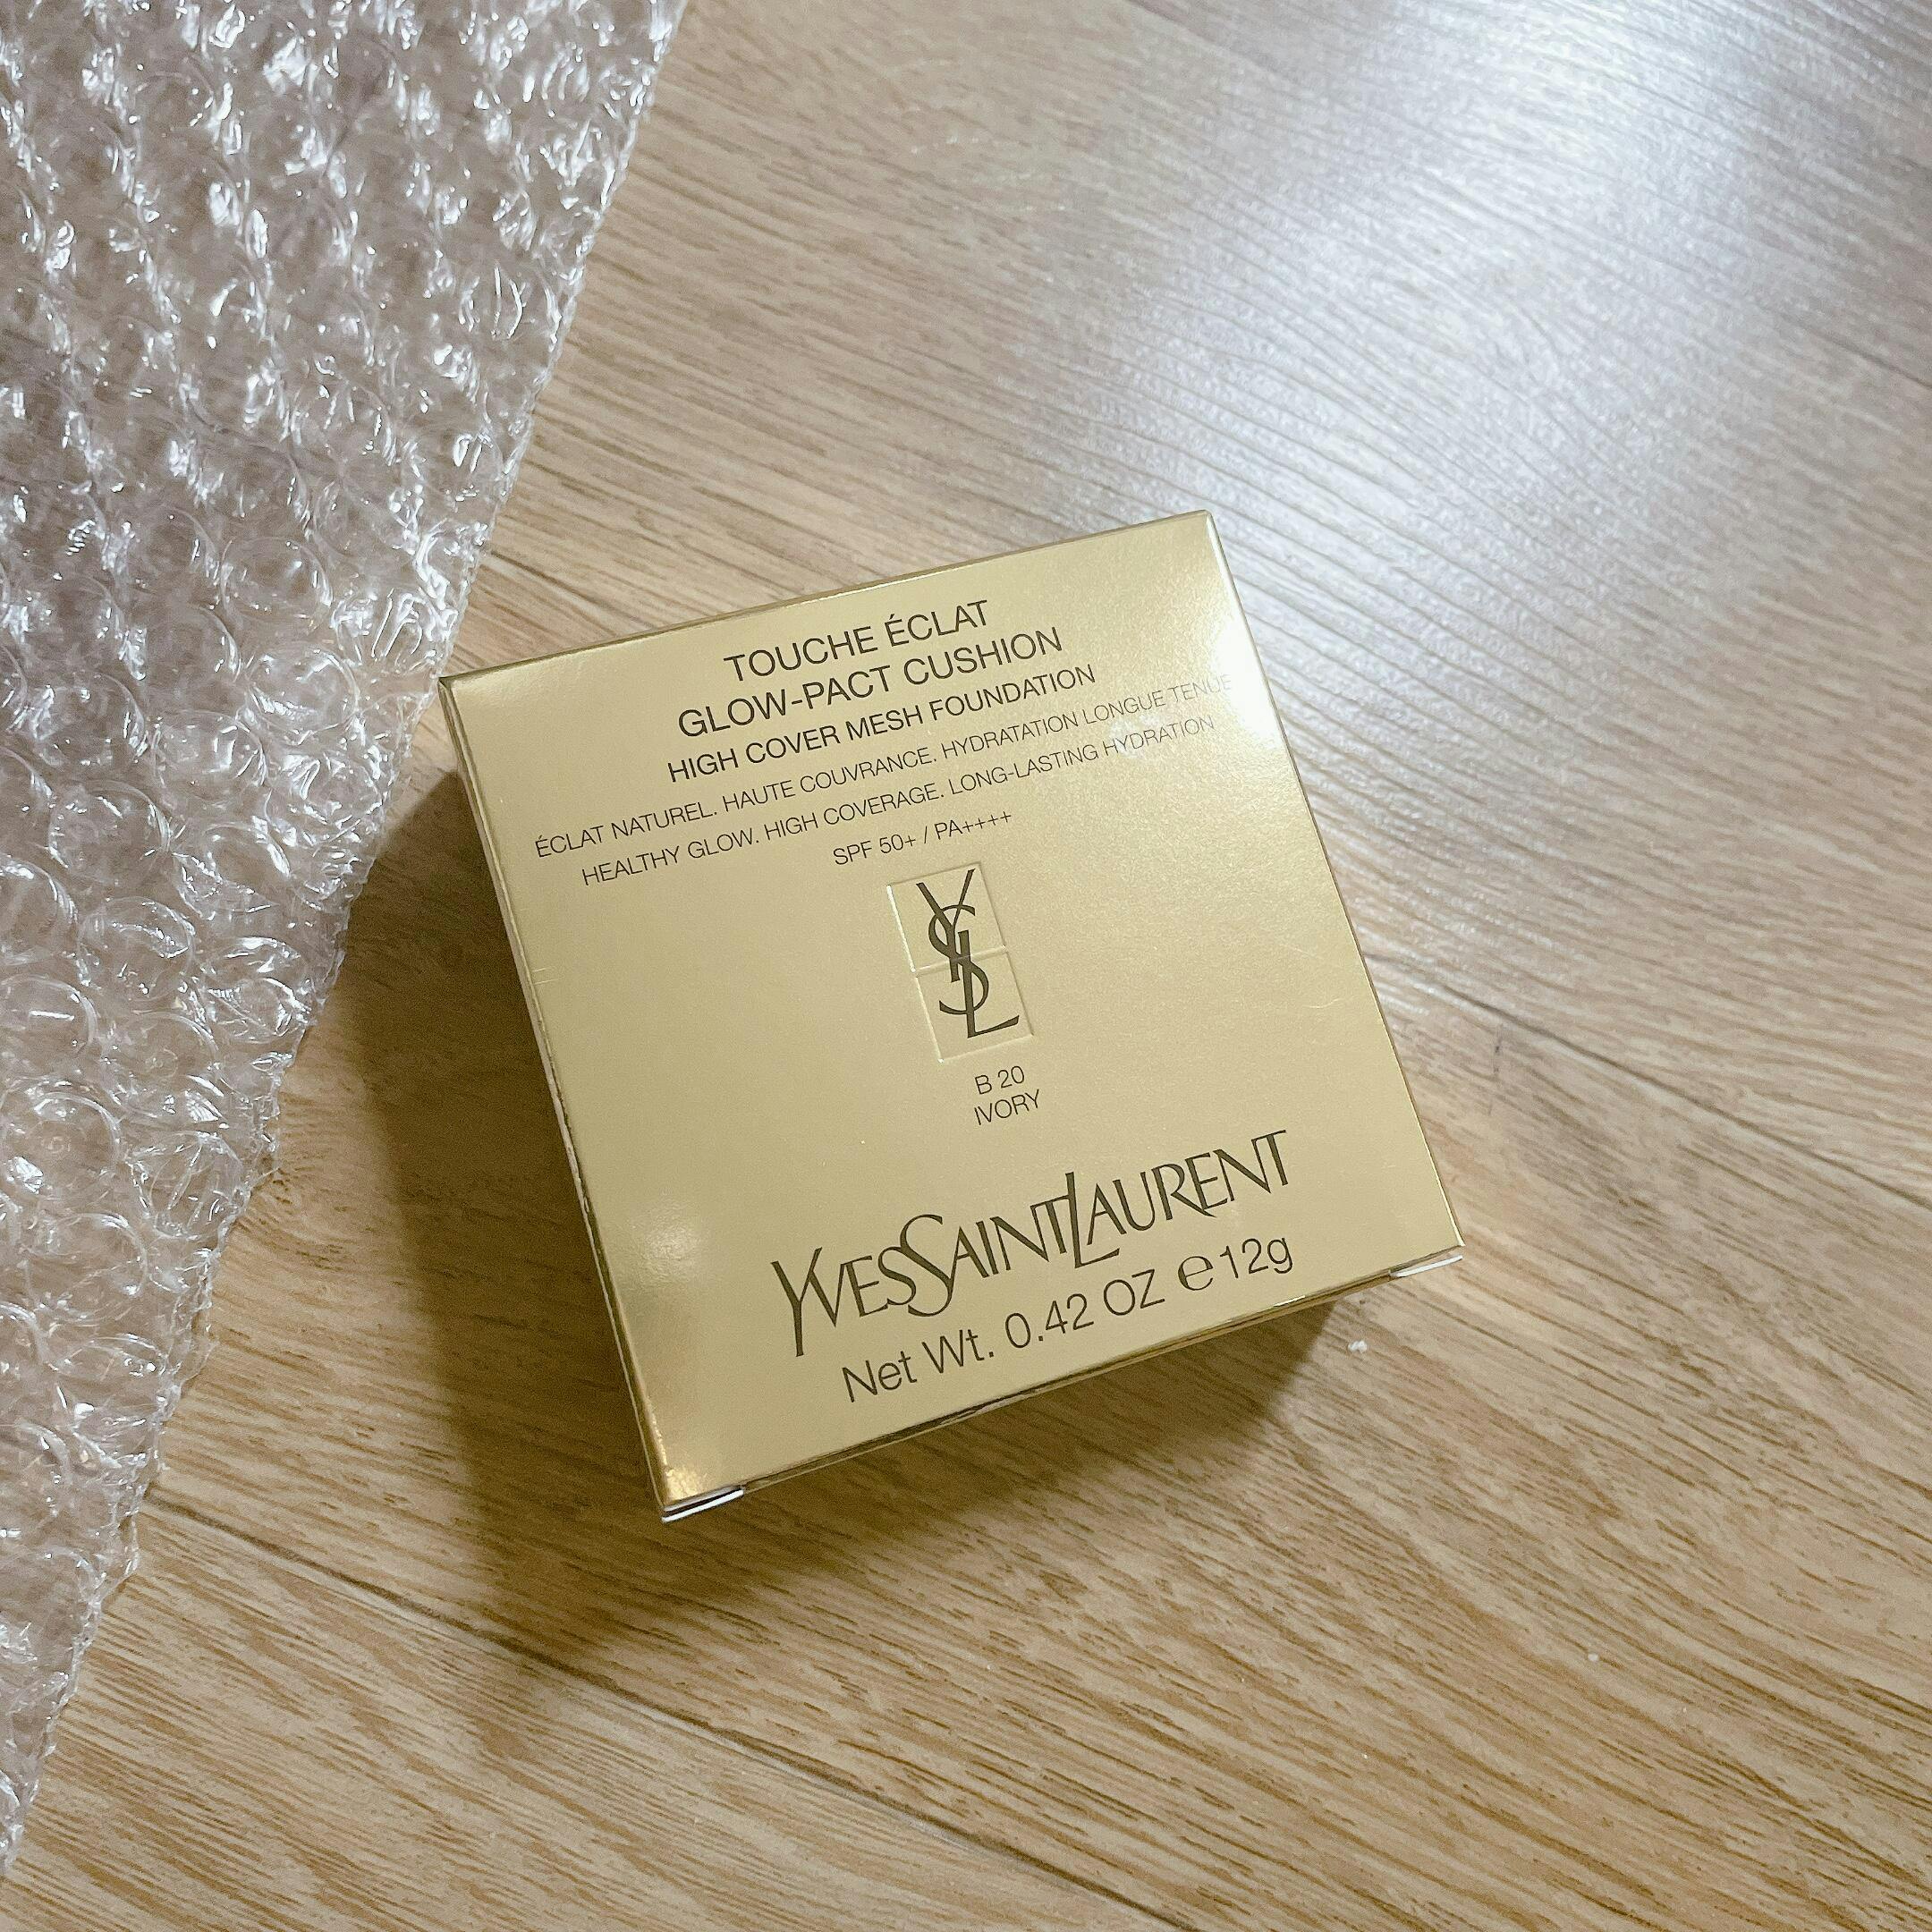 TOUCHE ÉCLAT
GLOW-PACT CUSHION
HIGH COVER MESH FOUNDATION
ÉCLAT NATUREL. HAUTE COUVRANCE. HYDRATATION LONGUE TENUE
HEALTHY GLOW. HIGH COVERAGE. LONG-LASTING HYDRATION
SPF 50+ / PA++++
YSL
B 20
IVORY
YVESSAINTLAURENT
Net Wt. 0.42 OZ ℮ 12g